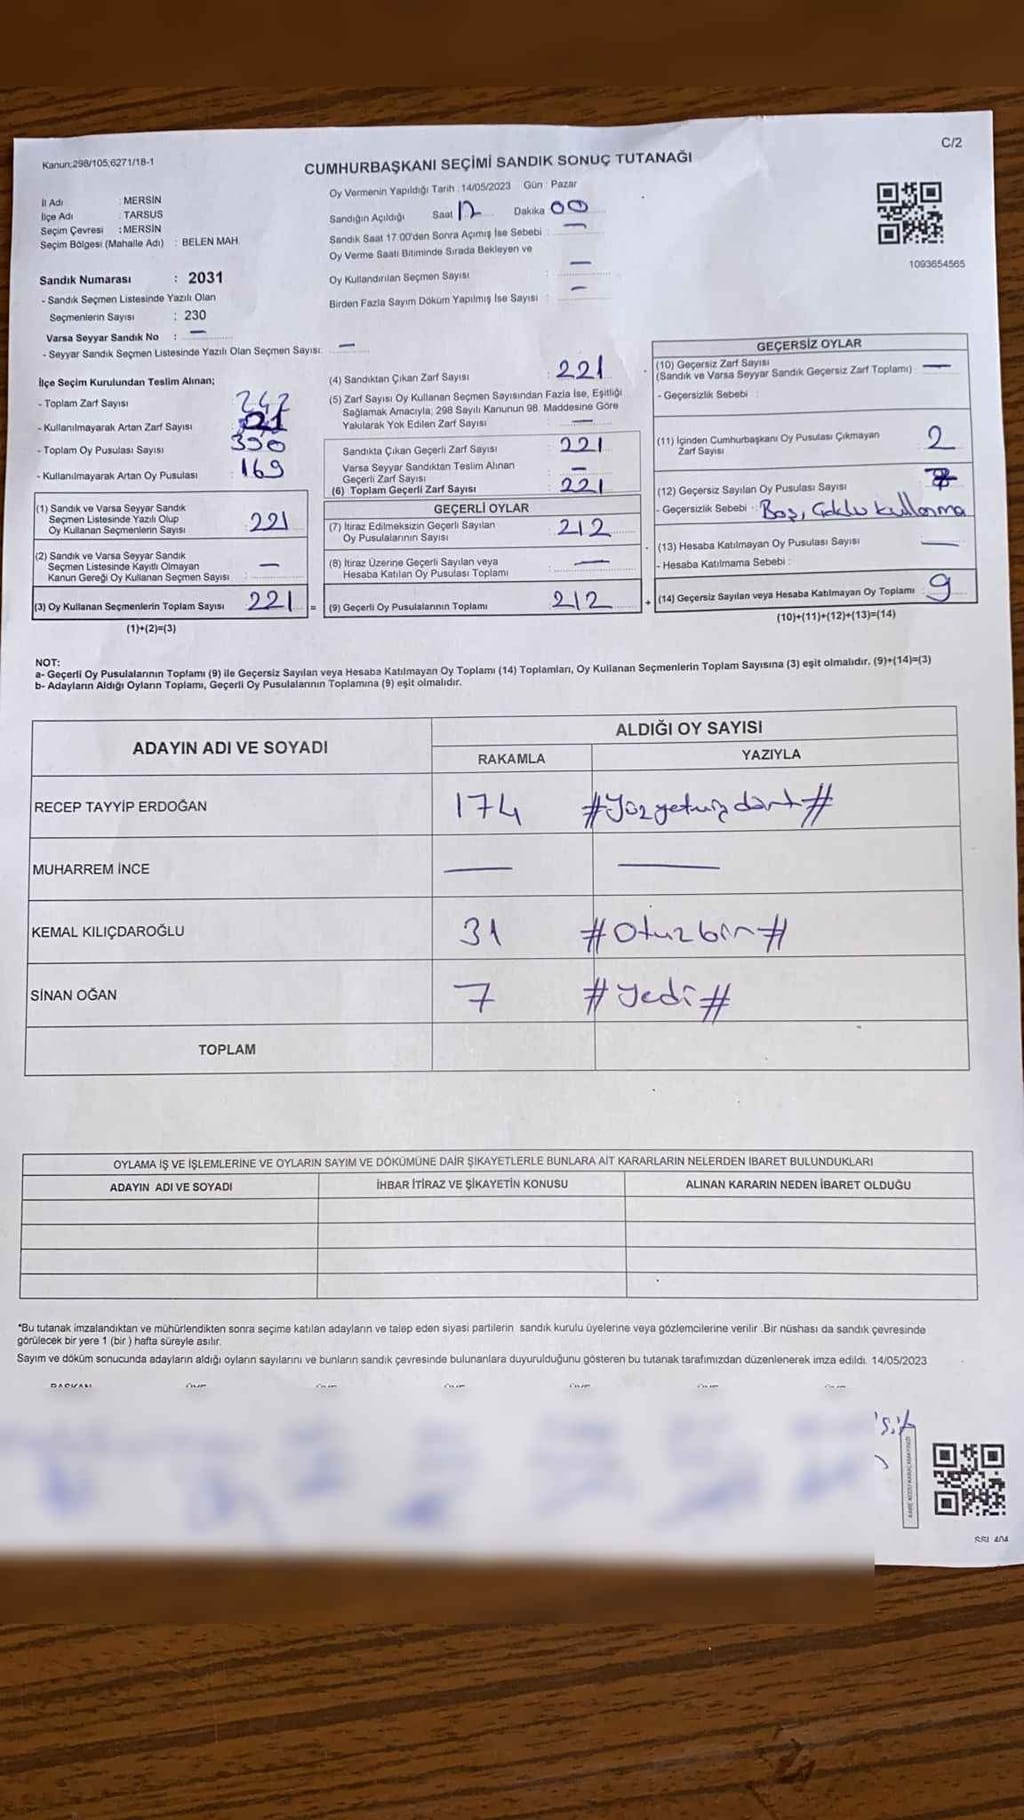 Kanun;298/105;6271/18-1
C/2
CUMHURBAŞKANI SEÇİMİ SANDIK SONUÇ TUTANAĞI
İl Adı : MERSİN
İlçe Adı : TARSUS
Seçim Çevresi : MERSİN
Seçim Bölgesi (Mahalle Adı) : BELEN MAH.
Sandık Numarası : 2031
- Sandık Seçmen Listesinde Yazılı Olan
Seçmenlerin Sayısı : 230
Varsa Seyyar Sandık No : —
- Seyyar Sandık Seçmen Listesinde Yazılı Olan Seçmen Sayısı: —
Oy Vermenin Yapıldığı Tarih : 14/05/2023 Gün : Pazar
Sandığın Açıldığı Saat 17 Dakika 00
Sandık Saat 17:00'den Sonra Açımış İse Sebebi : —
Oy Verme Saati Bitiminde Sırada Bekleyen ve
Oy Kullandırılan Seçmen Sayısı : —
Birden Fazla Sayım Döküm Yapılmış İse Sayısı : —
1093654565
İlçe Seçim Kurulundan Teslim Alınan;
- Toplam Zarf Sayısı 242
- Kullanılmayarak Artan Zarf Sayısı 21
- Toplam Oy Pusulası Sayısı 390
- Kullanılmayarak Artan Oy Pusulası 169
(1) Sandık ve Varsa Seyyar Sandık
Seçmen Listesinde Yazılı Olup
Oy Kullanan Seçmenlerin Sayısı 221
(2) Sandık ve Varsa Seyyar Sandık
Seçmen Listesinde Kayıtlı Olmayan
Kanun Gereği Oy Kullanan Seçmen Sayısı : —
(3) Oy Kullanan Seçmenlerin Toplam Sayısı 221 =
(1)+(2)=(3)
(4) Sandıktan Çıkan Zarf Sayısı : 221
(5) Zarf Sayısı Oy Kullanan Seçmen Sayısından Fazla İse, Eşitliği
Sağlamak Amacıyla; 298 Sayılı Kanunun 98. Maddesine Göre
Yakılarak Yok Edilen Zarf Sayısı —
Sandıkta Çıkan Geçerli Zarf Sayısı 221
Varsa Seyyar Sandıktan Teslim Alınan
Geçerli Zarf Sayısı —
(6) Toplam Geçerli Zarf Sayısı 221
GEÇERLİ OYLAR
(7) İtiraz Edilmeksizin Geçerli Sayılan
Oy Pusulalarının Sayısı 212
(8) İtiraz Üzerine Geçerli Sayılan veya
Hesaba Katılan Oy Pusulası Toplamı —
(9) Geçerli Oy Pusulalarının Toplamı 212 +
GEÇERSİZ OYLAR
(10) Geçersiz Zarf Sayısı
(Sandık ve Varsa Seyyar Sandık Geçersiz Zarf Toplamı) : —
- Geçersizlik Sebebi :
(11) İçinden Cumhurbaşkanı Oy Pusulası Çıkmayan
Zarf Sayısı 2
(12) Geçersiz Sayılan Oy Pusulası Sayısı 7
- Geçersizlik Sebebi : Boş, Çoklu kullanma
(13) Hesaba Katılmayan Oy Pusulası Sayısı —
- Hesaba Katılmama Sebebi :
(14) Geçersiz Sayılan veya Hesaba Katılmayan Oy Toplamı : 9
(10)+(11)+(12)+(13)=(14)
NOT:
a- Geçerli Oy Pusulalarının Toplamı (9) ile Geçersiz Sayılan veya Hesaba Katılmayan Oy Toplamı (14) Toplamları, Oy Kullanan Seçmenlerin Toplam Sayısına (3) eşit olmalıdır. (9)+(14)=(3)
b- Adayların Aldığı Oyların Toplamı, Geçerli Oy Pusulalarının Toplamına (9) eşit olmalıdır.
ADAYIN ADI VE SOYADI
ALDIĞI OY SAYISI
RAKAMLA YAZIYLA
RECEP TAYYİP ERDOĞAN 174 #Yüzyetmişdört#
MUHARREM İNCE — —
KEMAL KILIÇDAROĞLU 31 #Otuzbir#
SİNAN OĞAN 7 #Yedi#
TOPLAM
OYLAMA İŞ VE İŞLEMLERİNE VE OYLARIN SAYIM VE DÖKÜMÜNE DAİR ŞİKAYETLERLE BUNLARA AİT KARARLARIN NELERDEN İBARET BULUNDUKLARI
ADAYIN ADI VE SOYADI İHBAR İTİRAZ VE ŞİKAYETİN KONUSU ALINAN KARARIN NEDEN İBARET OLDUĞU
*Bu tutanak imzalandıktan ve mühürlendikten sonra seçime katılan adayların ve talep eden siyasi partilerin sandık kurulu üyelerine veya gözlemcilerine verilir .Bir nüshası da sandık çevresinde
görülecek bir yere 1 (bir ) hafta süreyle asılır.
Sayım ve döküm sonucunda adayların aldığı oyların sayılarını ve bunların sandık çevresinde bulunanlara duyurulduğunu gösteren bu tutanak tarafımızdan düzenlenerek imza edildi. 14/05/2023